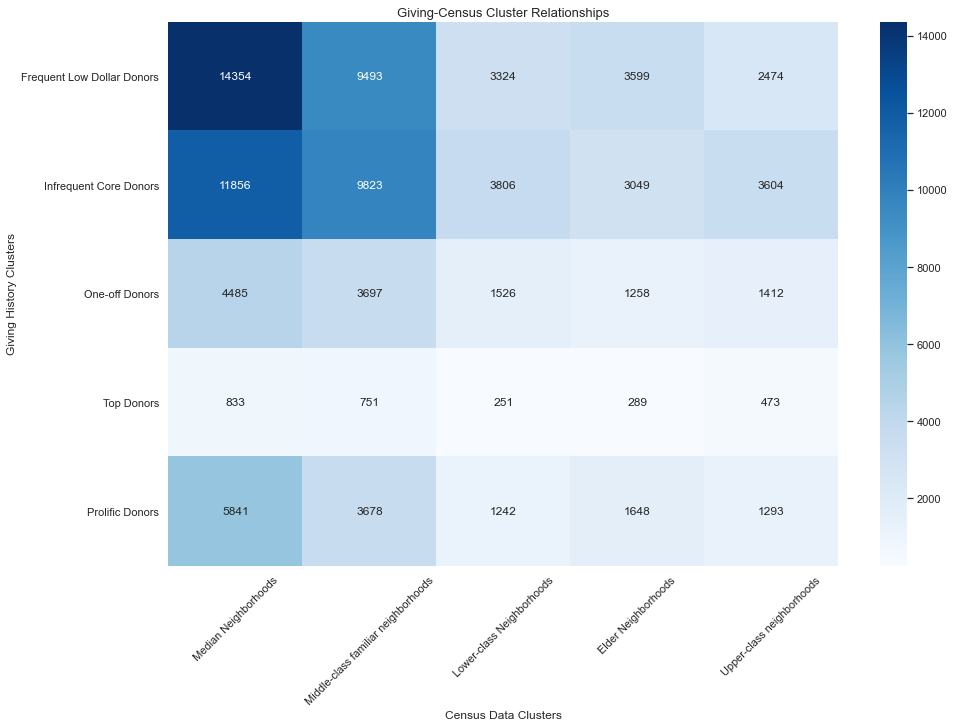 Giving-Census Cluster Relationships
Giving History Clusters
Frequent Low Dollar Donors 14354 9493 3324 3599 2474
Infrequent Core Donors 11856 9823 3806 3049 3604
One-off Donors 4485 3697 1526 1258 1412
Top Donors 833 751 251 289 473
Prolific Donors 5841 3678 1242 1648 1293
Median Neighborhoods
Middle-class familiar neighborhoods
Lower-class Neighborhoods
Elder Neighborhoods
Upper-class neighborhoods
Census Data Clusters
14000
12000
10000
8000
6000
4000
2000